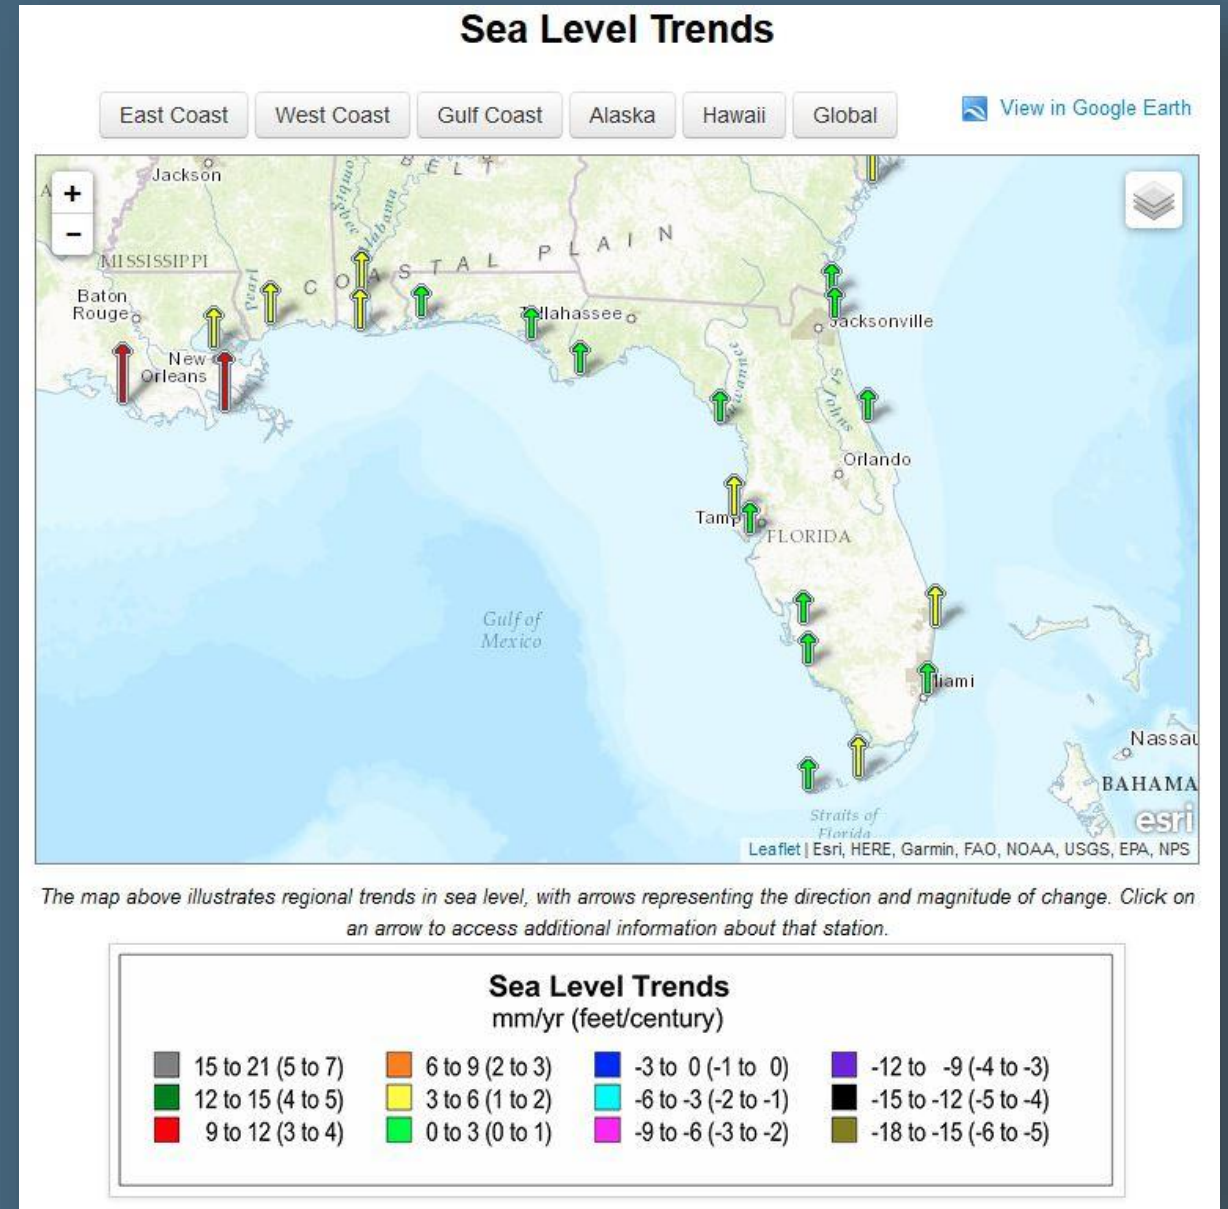 Sea Level Trends
East Coast
West Coast
Gulf Coast
Alaska
Hawaii
Global
View in Google Earth
+
−
Jackson
B E L T
Alabama
MISSISSIPPI
Pearl
COASTAL PLAIN
Baton
Rouge
New
Orleans
Jacksonville
St Johns
Orlando
FLORIDA
Gulf of
Mexico
Nassau
BAHAMA
Straits of
Florida
esri
Leaflet | Esri, HERE, Garmin, FAO, NOAA, USGS, EPA, NPS
The map above illustrates regional trends in sea level, with arrows representing the direction and magnitude of change. Click on
an arrow to access additional information about that station.
Sea Level Trends
mm/yr (feet/century)
15 to 21 (5 to 7)
6 to 9 (2 to 3)
-3 to 0 (-1 to 0)
-12 to -9 (-4 to -3)
12 to 15 (4 to 5)
3 to 6 (1 to 2)
-6 to -3 (-2 to -1)
-15 to -12 (-5 to -4)
9 to 12 (3 to 4)
0 to 3 (0 to 1)
-9 to -6 (-3 to -2)
-18 to -15 (-6 to -5)